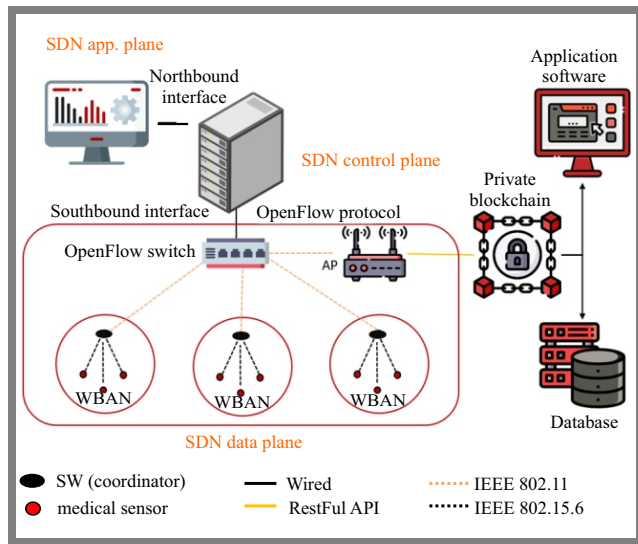 SDN app. plane
Northbound
interface
Application
software
SDN control plane
Private
blockchain
Southbound interface
OpenFlow protocol
OpenFlow switch
AP
WBAN
WBAN
WBAN
Database
SDN data plane
SW (coordinator)
Wired
IEEE 802.11
medical sensor
RestFul API
IEEE 802.15.6